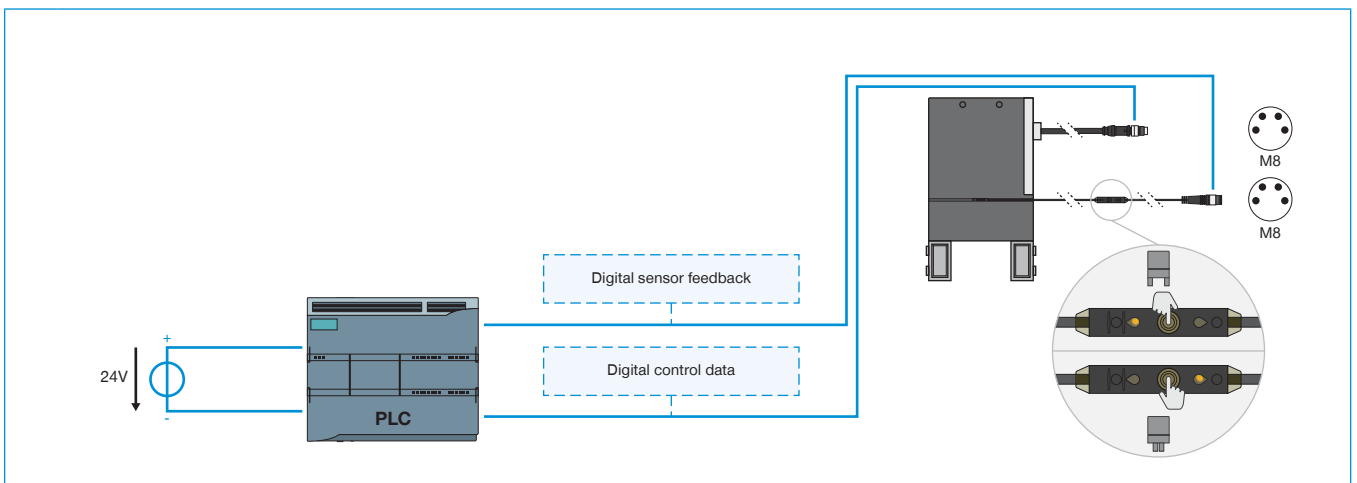 M8
M8
Digital sensor feedback
+
24V
Digital control data
-
PLC